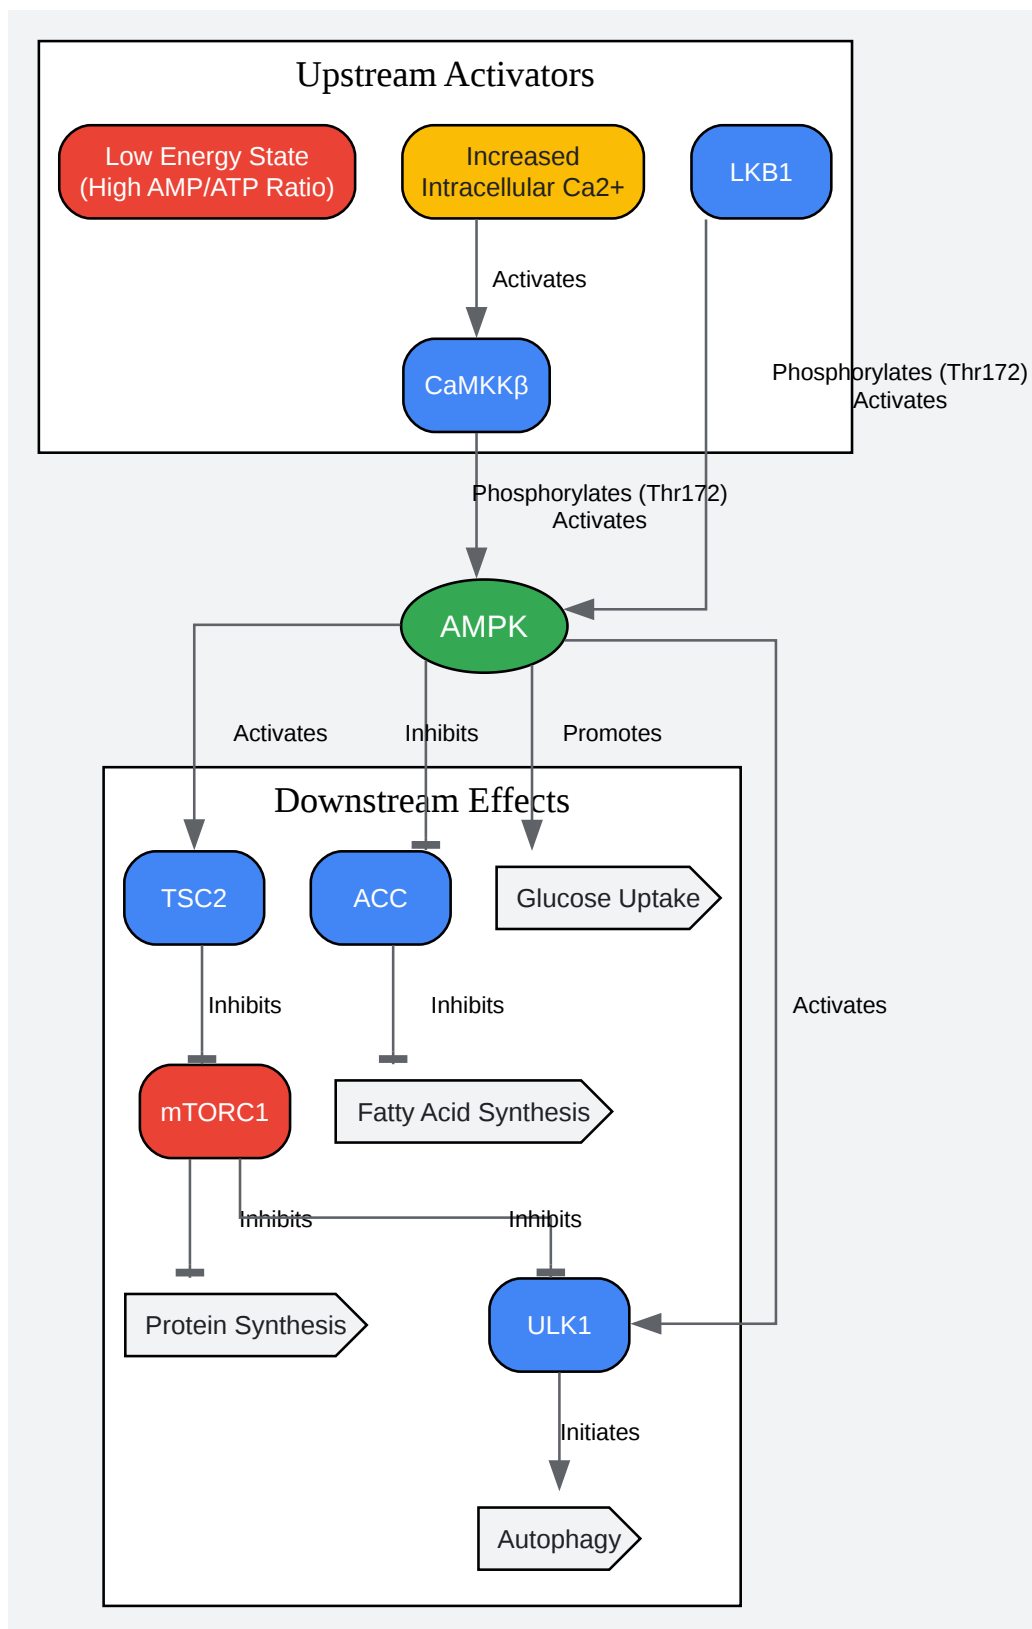 Upstream Activators
Low Energy State
(High AMP/ATP Ratio)
Increased
Intracellular Ca2+
LKB1
Activates
CaMKKβ
Phosphorylates (Thr172)
Activates
Phosphorylates (Thr172)
Activates
AMPK
Activates
Inhibits
Promotes
Downstream Effects
TSC2
ACC
Glucose Uptake
Inhibits
Inhibits
Activates
mTORC1
Fatty Acid Synthesis
Inhibits
Inhibits
Protein Synthesis
ULK1
Initiates
Autophagy